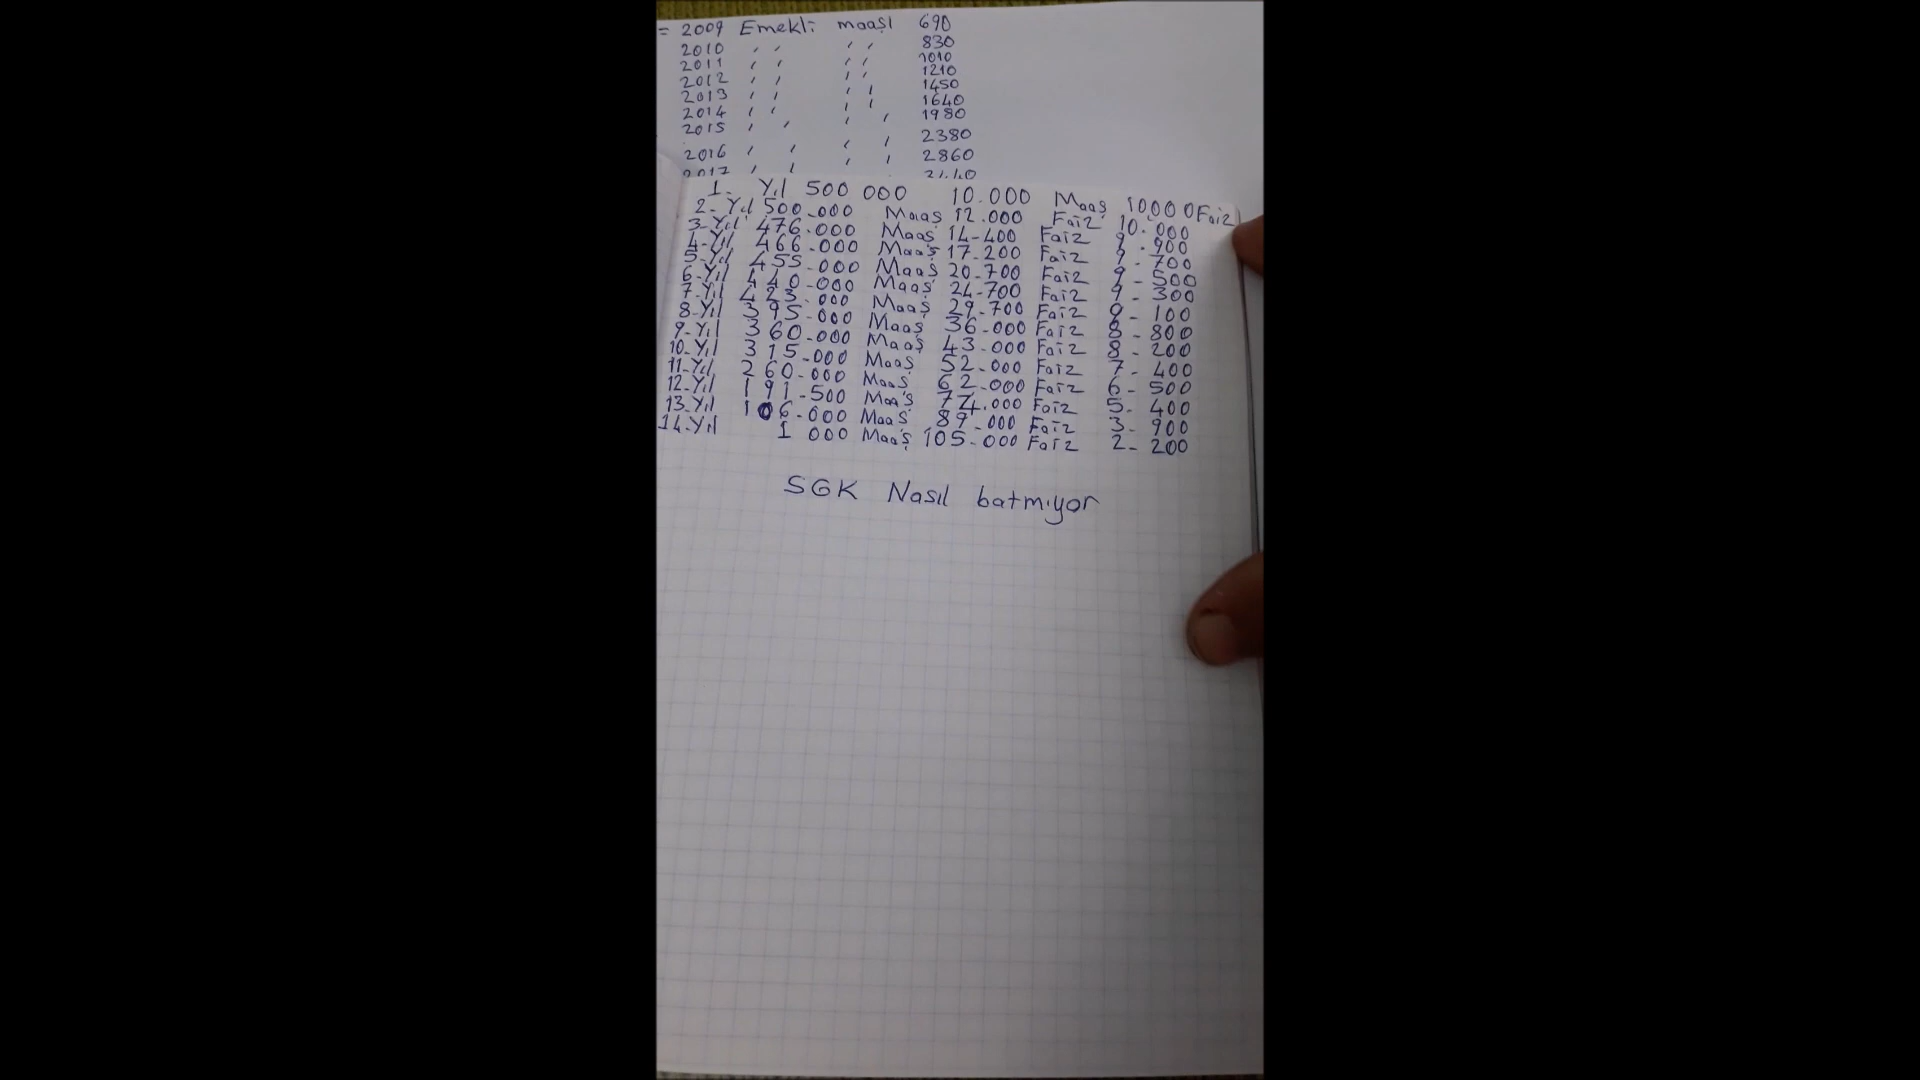 = 2009 Emekli maaşı 690
2010 ,, ,, 830
2011 ,, ,, 1010
2012 ,, ,, 1210
2013 ,, ,, 1450
2014 ,, ,, 1640
2015 ,, ,, 1980
2380
2016 ,, ,, 2860
2017
1- Yıl 500 000 10.000 Maaş 10000 Faiz
2- Yıl 500-000 Maaş 12.000 Faiz 10.000
3-Yıl 476.000 Maaş 14-400 Faiz 9.900
4-Yıl 466-000 Maaş 17-200 Faiz 9.700
5-Yıl 455-000 Maaş 20-700 Faiz 9-500
6-Yıl 440-000 Maaş 24-700 Faiz 9-300
7-Yıl 423.000 Maaş 29-700 Faiz 9-100
8-Yıl 395-000 Maaş 36-000 Faiz 8-800
9-Yıl 360-000 Maaş 43-000 Faiz 8-200
10-Yıl 315-000 Maaş 52-000 Faiz 7-400
11-Yıl 260-000 Maaş 62-000 Faiz 6-500
12-Yıl 191-500 Maaş 74.000 Faiz 5-400
13-Yıl 106-000 Maaş 89-000 Faiz 3-900
14-Yıl 1 000 Maaş 105-000 Faiz 2-200
SGK Nasıl batmıyor